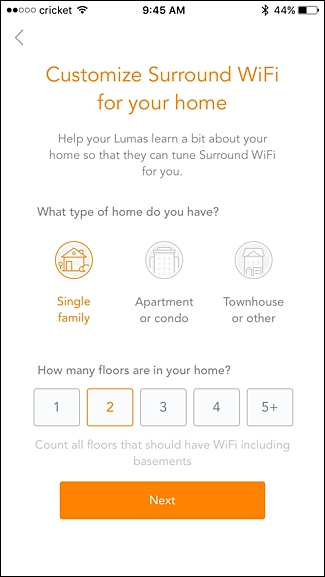 cricket 9:45 AM 44%
Customize Surround WiFi
for your home
Help your Lumas learn a bit about your
home so that they can tune Surround WiFi
for you.
What type of home do you have?
Single
family
Apartment
or condo
Townhouse
or other
How many floors are in your home?
1 2 3 4 5+
Count all floors that should have WiFi including
basements
Next